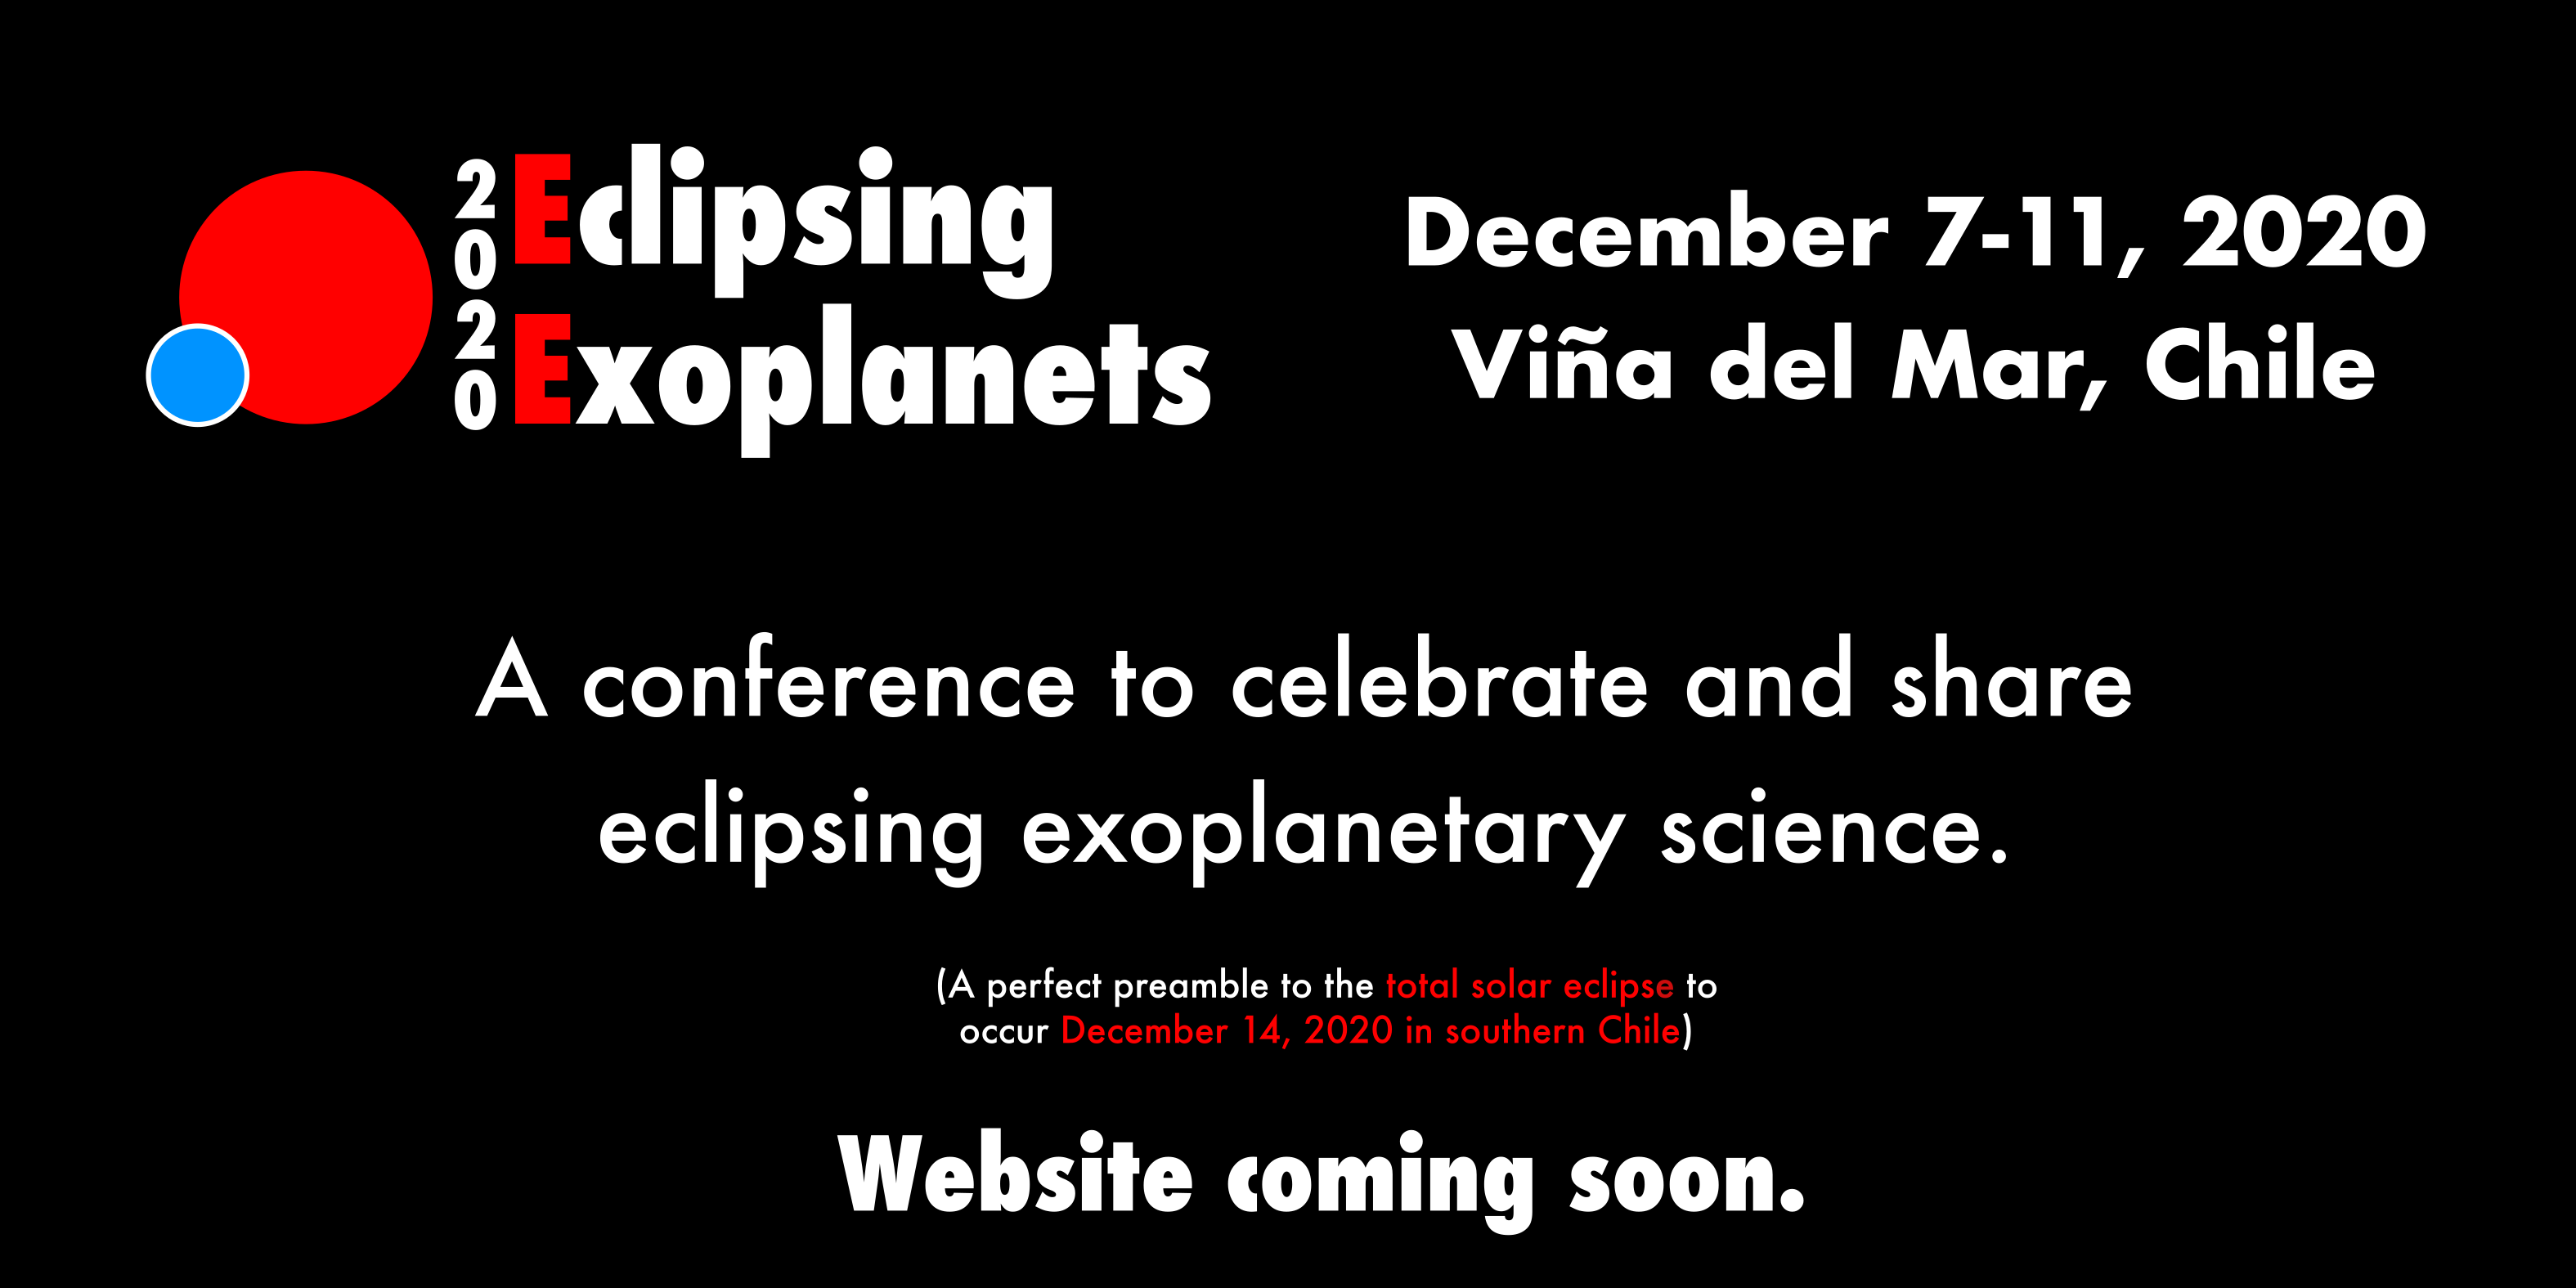 2020
Eclipsing
Exoplanets
December 7-11, 2020
Viña del Mar, Chile
A conference to celebrate and share
eclipsing exoplanetary science.
(A perfect preamble to the total solar eclipse to
occur December 14, 2020 in southern Chile)
Website coming soon.